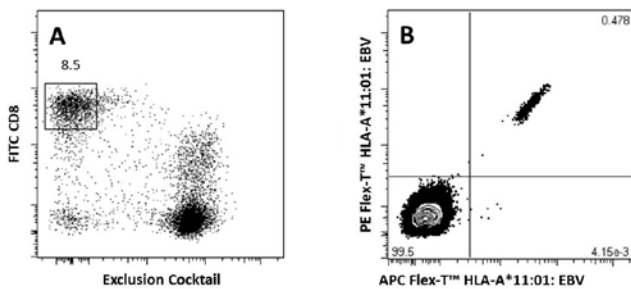 A
8.5
FITC CD8
Exclusion Cocktail
B
0.478
PE Flex-T™ HLA-A*11:01: EBV
99.5
4.15e-3
APC Flex-T™ HLA-A*11:01: EBV